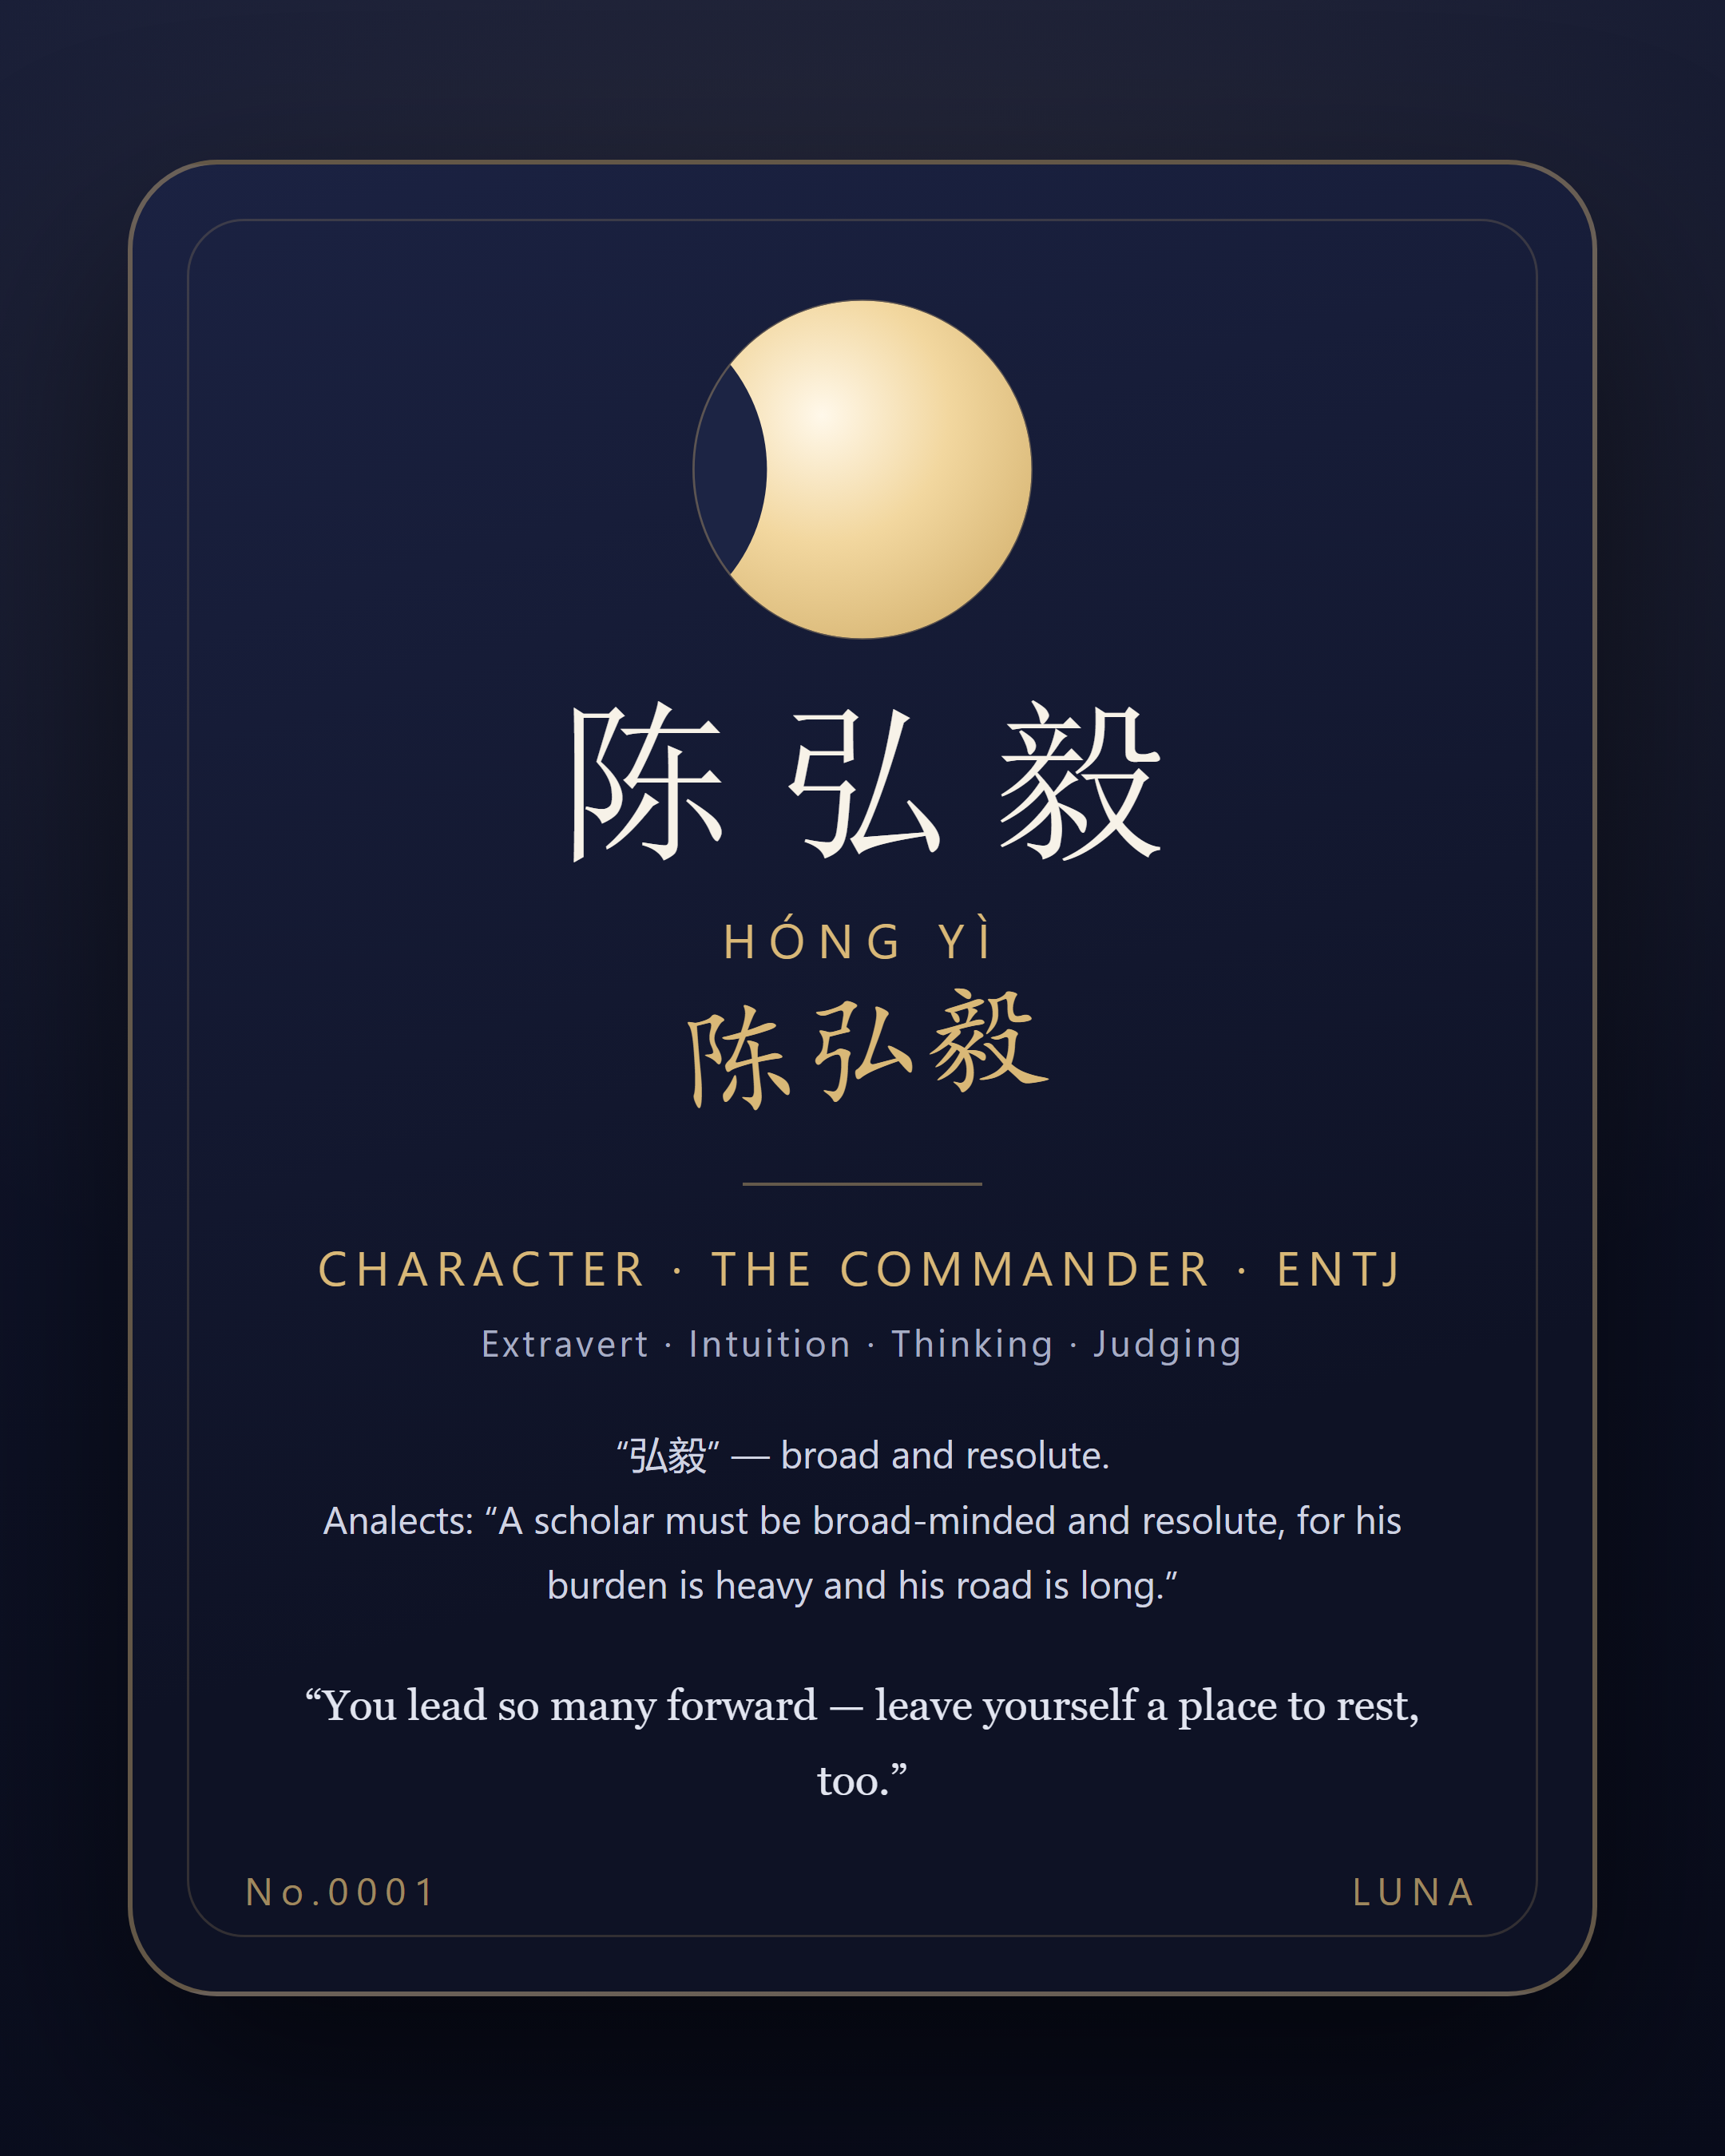 陈弘毅
HÓNG YÌ
陈弘毅
CHARACTER · THE COMMANDER · ENTJ
Extravert · Intuition · Thinking · Judging
“弘毅” — broad and resolute.
Analects: “A scholar must be broad-minded and resolute, for his
burden is heavy and his road is long.”
“You lead so many forward — leave yourself a place to rest,
too.”
No.0001
LUNA